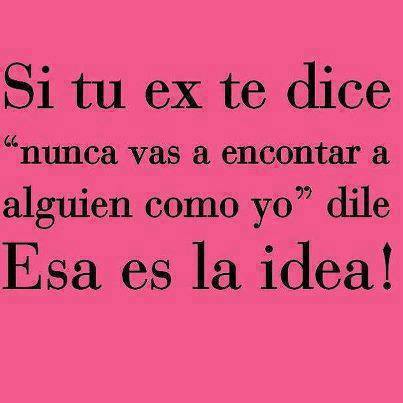 Si tu ex te dice
“nunca vas a encontar a
alguien como yo” dile
Esa es la idea!